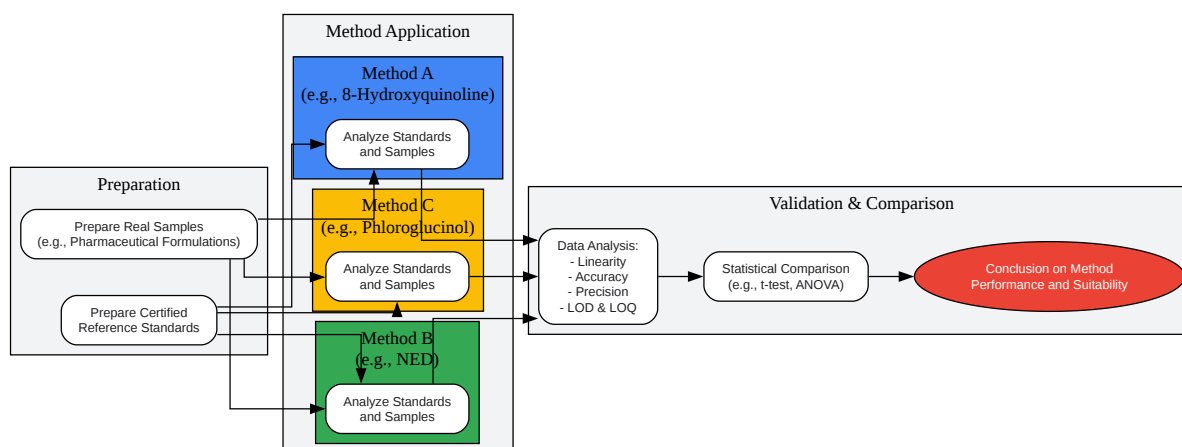 Preparation
Prepare Real Samples
(e.g., Pharmaceutical Formulations)
Prepare Certified
Reference Standards
Method Application
Method A
(e.g., 8-Hydroxyquinoline)
Analyze Standards
and Samples
Method C
(e.g., Phloroglucinol)
Analyze Standards
and Samples
Method B
(e.g., NED)
Analyze Standards
and Samples
Validation & Comparison
Data Analysis:
- Linearity
- Accuracy
- Precision
- LOD & LOQ
Statistical Comparison
(e.g., t-test, ANOVA)
Conclusion on Method
Performance and Suitability